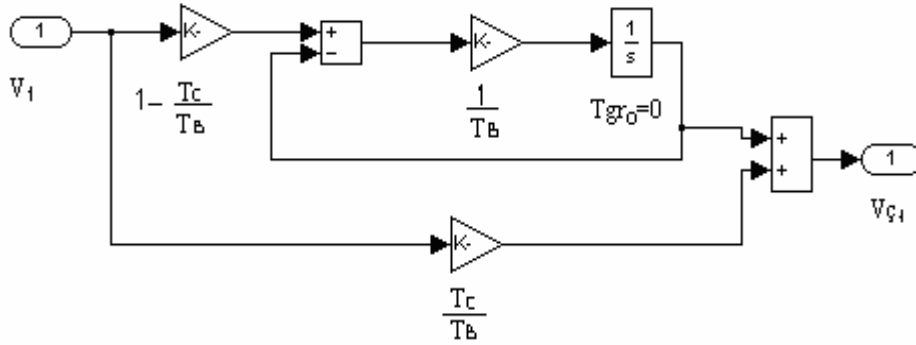 1
K-
+
−
K-
1
s
V1
1− Tc
TB
1
TB
Tgr0=0
+
+
1
Vç1
K-
Tc
TB